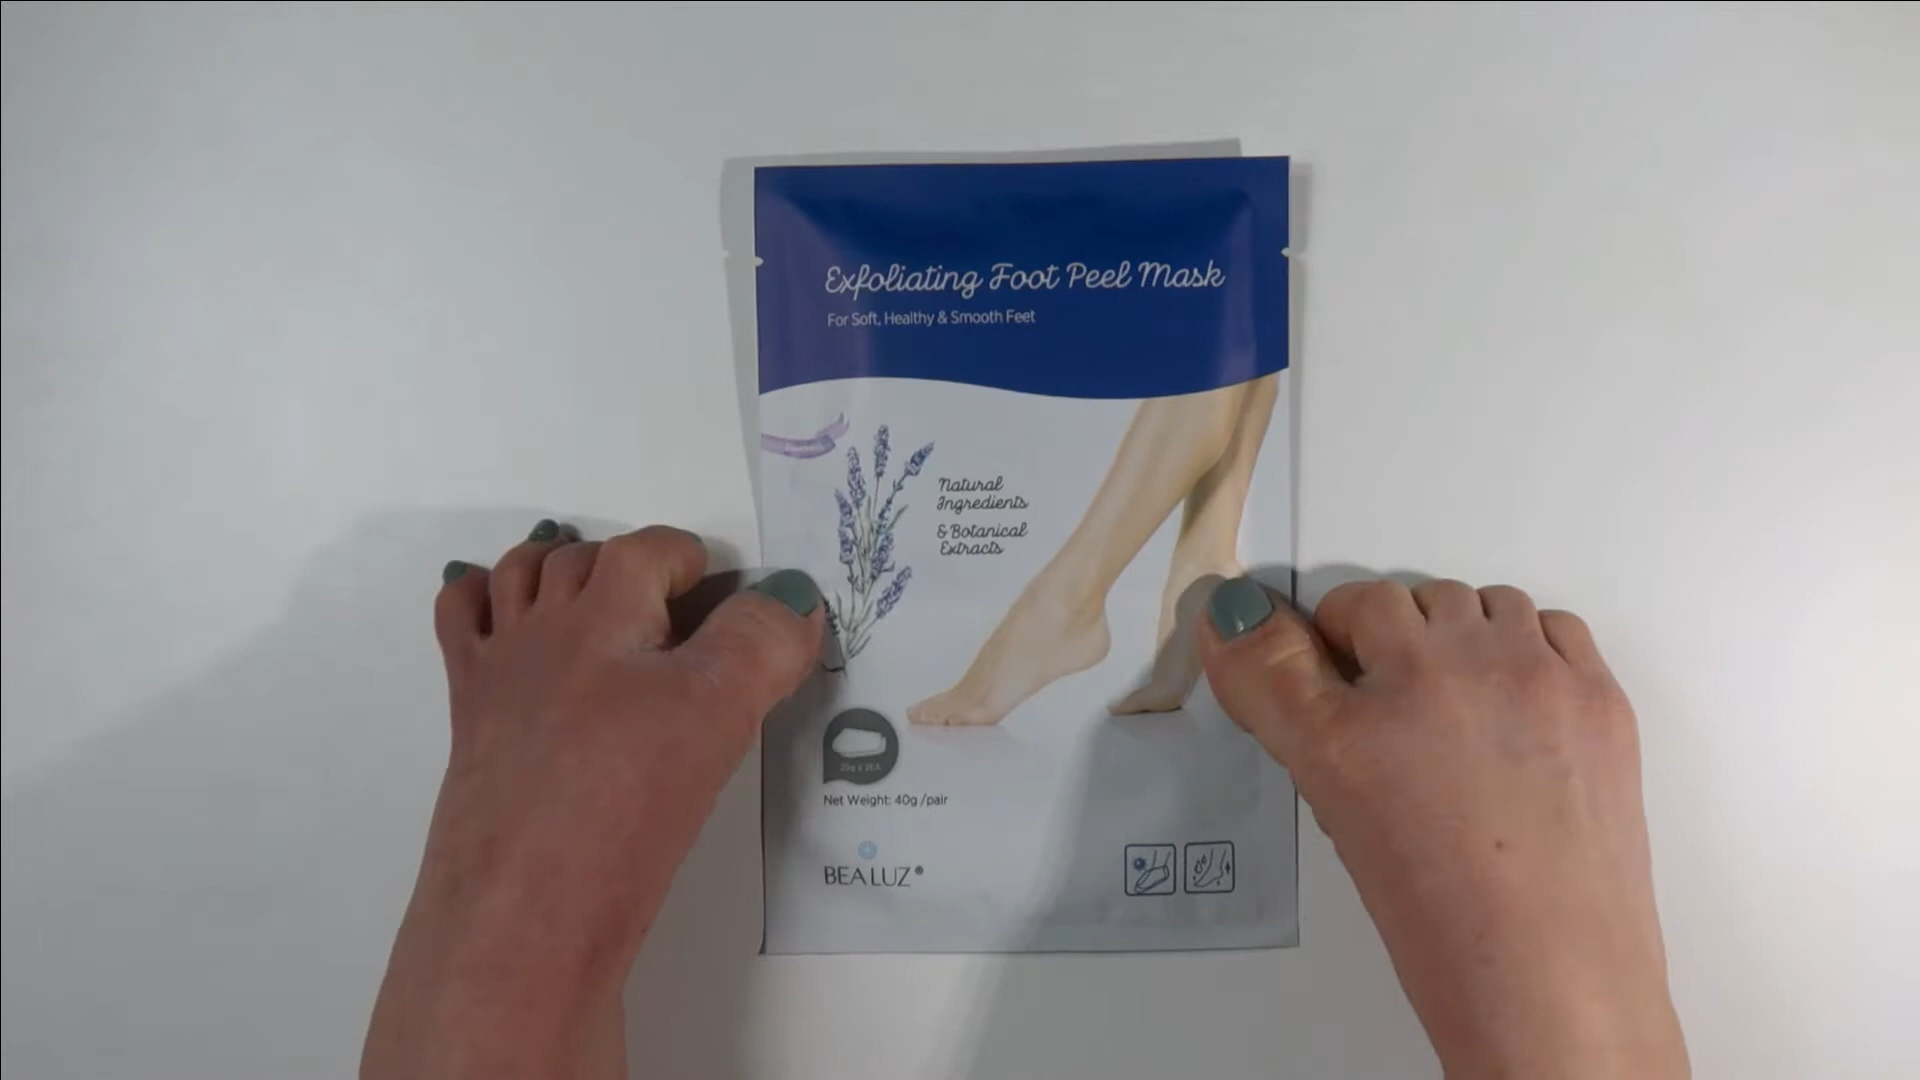 Exfoliating Foot Peel Mask
For Soft, Healthy & Smooth Feet
Natural
Ingredients
& Botanical
Extracts
Net Weight: 40g /pair
BEALUZ®